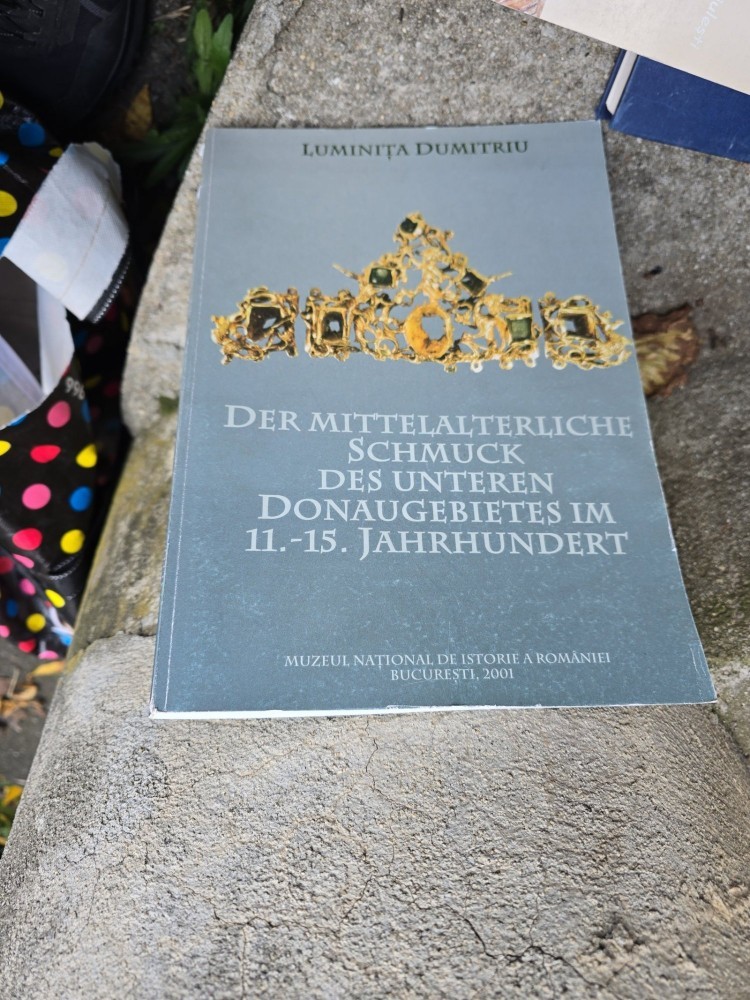 LUMINIȚA DUMITRIU
DER MITTELALTERLICHE
SCHMUCK
DES UNTEREN
DONAUGEBIETES IM
11.-15. JAHRHUNDERT
MUZEUL NAȚIONAL DE ISTORIE A ROMÂNIEI
BUCUREȘTI, 2001